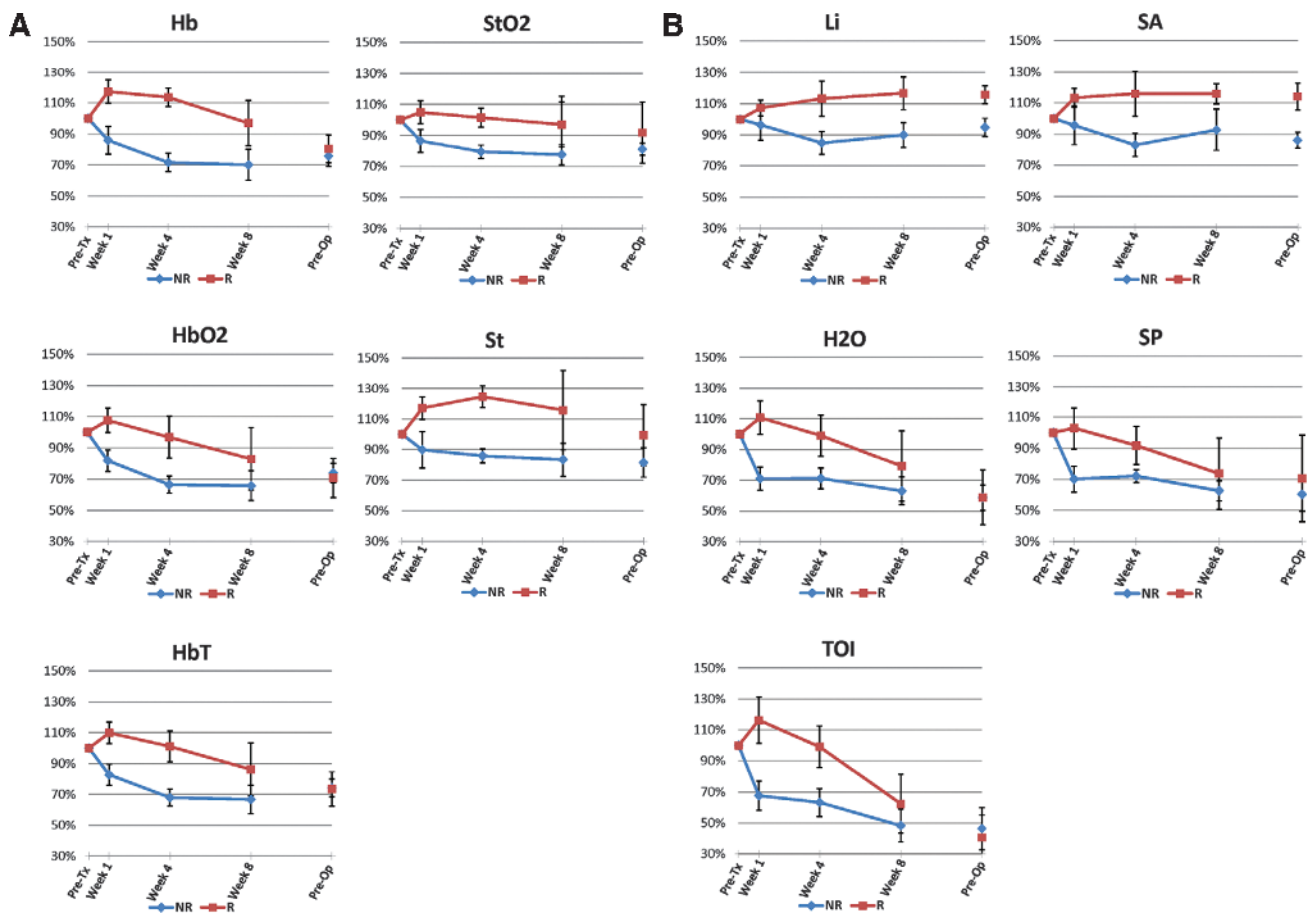 A
Hb
150%
130%
110%
90%
70%
50%
30%
Pre-Tx
Week 1
Week 4
Week 8
Pre-Op
NR R
StO2
150%
130%
110%
90%
70%
50%
30%
Pre-Tx
Week 1
Week 4
Week 8
Pre-Op
NR R
B
Li
150%
130%
110%
90%
70%
50%
30%
Pre-Tx
Week 1
Week 4
Week 8
Pre-Op
NR R
SA
150%
130%
110%
90%
70%
50%
30%
Pre-Tx
Week 1
Week 4
Week 8
Pre-Op
NR R
HbO2
150%
130%
110%
90%
70%
50%
30%
Pre-Tx
Week 1
Week 4
Week 8
Pre-Op
NR R
St
150%
130%
110%
90%
70%
50%
30%
Pre-Tx
Week 1
Week 4
Week 8
Pre-Op
NR R
H2O
150%
130%
110%
90%
70%
50%
30%
Pre-Tx
Week 1
Week 4
Week 8
Pre-Op
NR R
SP
150%
130%
110%
90%
70%
50%
30%
Pre-Tx
Week 1
Week 4
Week 8
Pre-Op
NR R
HbT
150%
130%
110%
90%
70%
50%
30%
Pre-Tx
Week 1
Week 4
Week 8
Pre-Op
NR R
TOI
150%
130%
110%
90%
70%
50%
30%
Pre-Tx
Week 1
Week 4
Week 8
Pre-Op
NR R